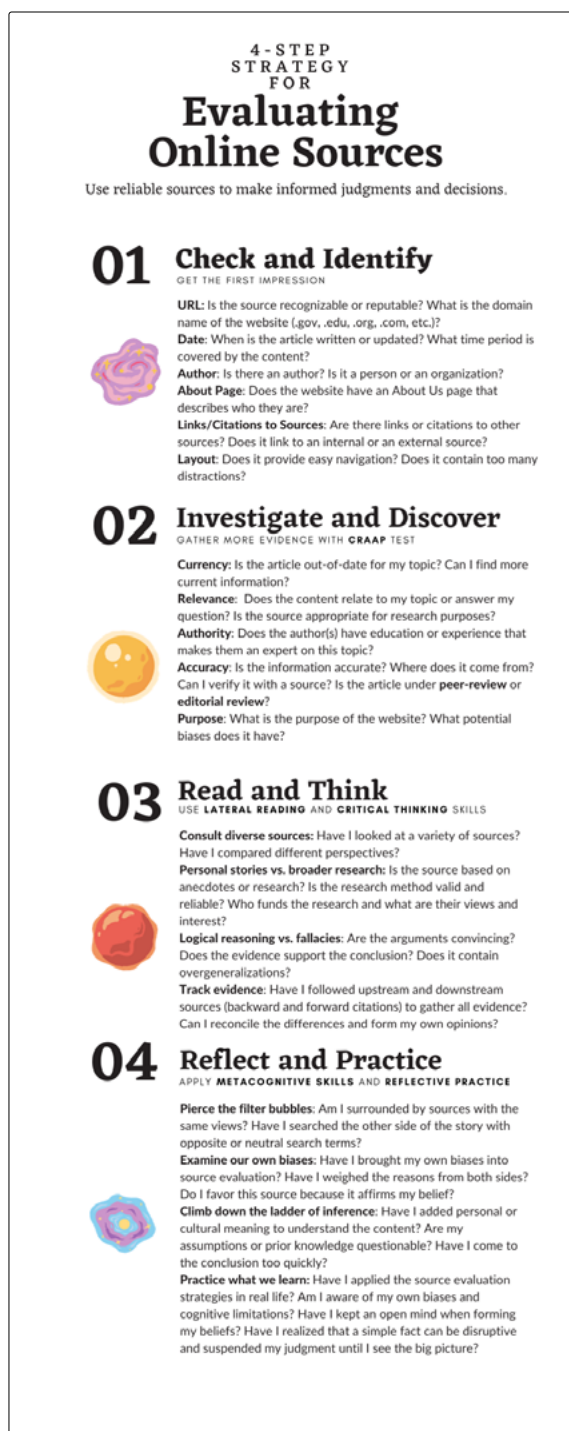 4-STEP
STRATEGY
FOR
Evaluating
Online Sources
Use reliable sources to make informed judgments and decisions.
01
Check and Identify
GET THE FIRST IMPRESSION
URL: Is the source recognizable or reputable? What is the domain
name of the website (.gov, .edu, .org, .com, etc.)?
Date: When is the article written or updated? What time period is
covered by the content?
Author: Is there an author? Is it a person or an organization?
About Page: Does the website have an About Us page that
describes who they are?
Links/Citations to Sources: Are there links or citations to other
sources? Does it link to an internal or an external source?
Layout: Does it provide easy navigation? Does it contain too many
distractions?
02
Investigate and Discover
GATHER MORE EVIDENCE WITH CRAAP TEST
Currency: Is the article out-of-date for my topic? Can I find more
current information?
Relevance: Does the content relate to my topic or answer my
question? Is the source appropriate for research purposes?
Authority: Does the author(s) have education or experience that
makes them an expert on this topic?
Accuracy: Is the information accurate? Where does it come from?
Can I verify it with a source? Is the article under peer-review or
editorial review?
Purpose: What is the purpose of the website? What potential
biases does it have?
03
Read and Think
USE LATERAL READING AND CRITICAL THINKING SKILLS
Consult diverse sources: Have I looked at a variety of sources?
Have I compared different perspectives?
Personal stories vs. broader research: Is the source based on
anecdotes or research? Is the research method valid and
reliable? Who funds the research and what are their views and
interest?
Logical reasoning vs. fallacies: Are the arguments convincing?
Does the evidence support the conclusion? Does it contain
overgeneralizations?
Track evidence: Have I followed upstream and downstream
sources (backward and forward citations) to gather all evidence?
Can I reconcile the differences and form my own opinions?
04
Reflect and Practice
APPLY METACOGNITIVE SKILLS AND REFLECTIVE PRACTICE
Pierce the filter bubbles: Am I surrounded by sources with the
same views? Have I searched the other side of the story with
opposite or neutral search terms?
Examine our own biases: Have I brought my own biases into
source evaluation? Have I weighed the reasons from both sides?
Do I favor this source because it affirms my belief?
Climb down the ladder of inference: Have I added personal or
cultural meaning to understand the content? Are my
assumptions or prior knowledge questionable? Have I come to
the conclusion too quickly?
Practice what we learn: Have I applied the source evaluation
strategies in real life? Am I aware of my own biases and
cognitive limitations? Have I kept an open mind when forming
my beliefs? Have I realized that a simple fact can be disruptive
and suspended my judgment until I see the big picture?